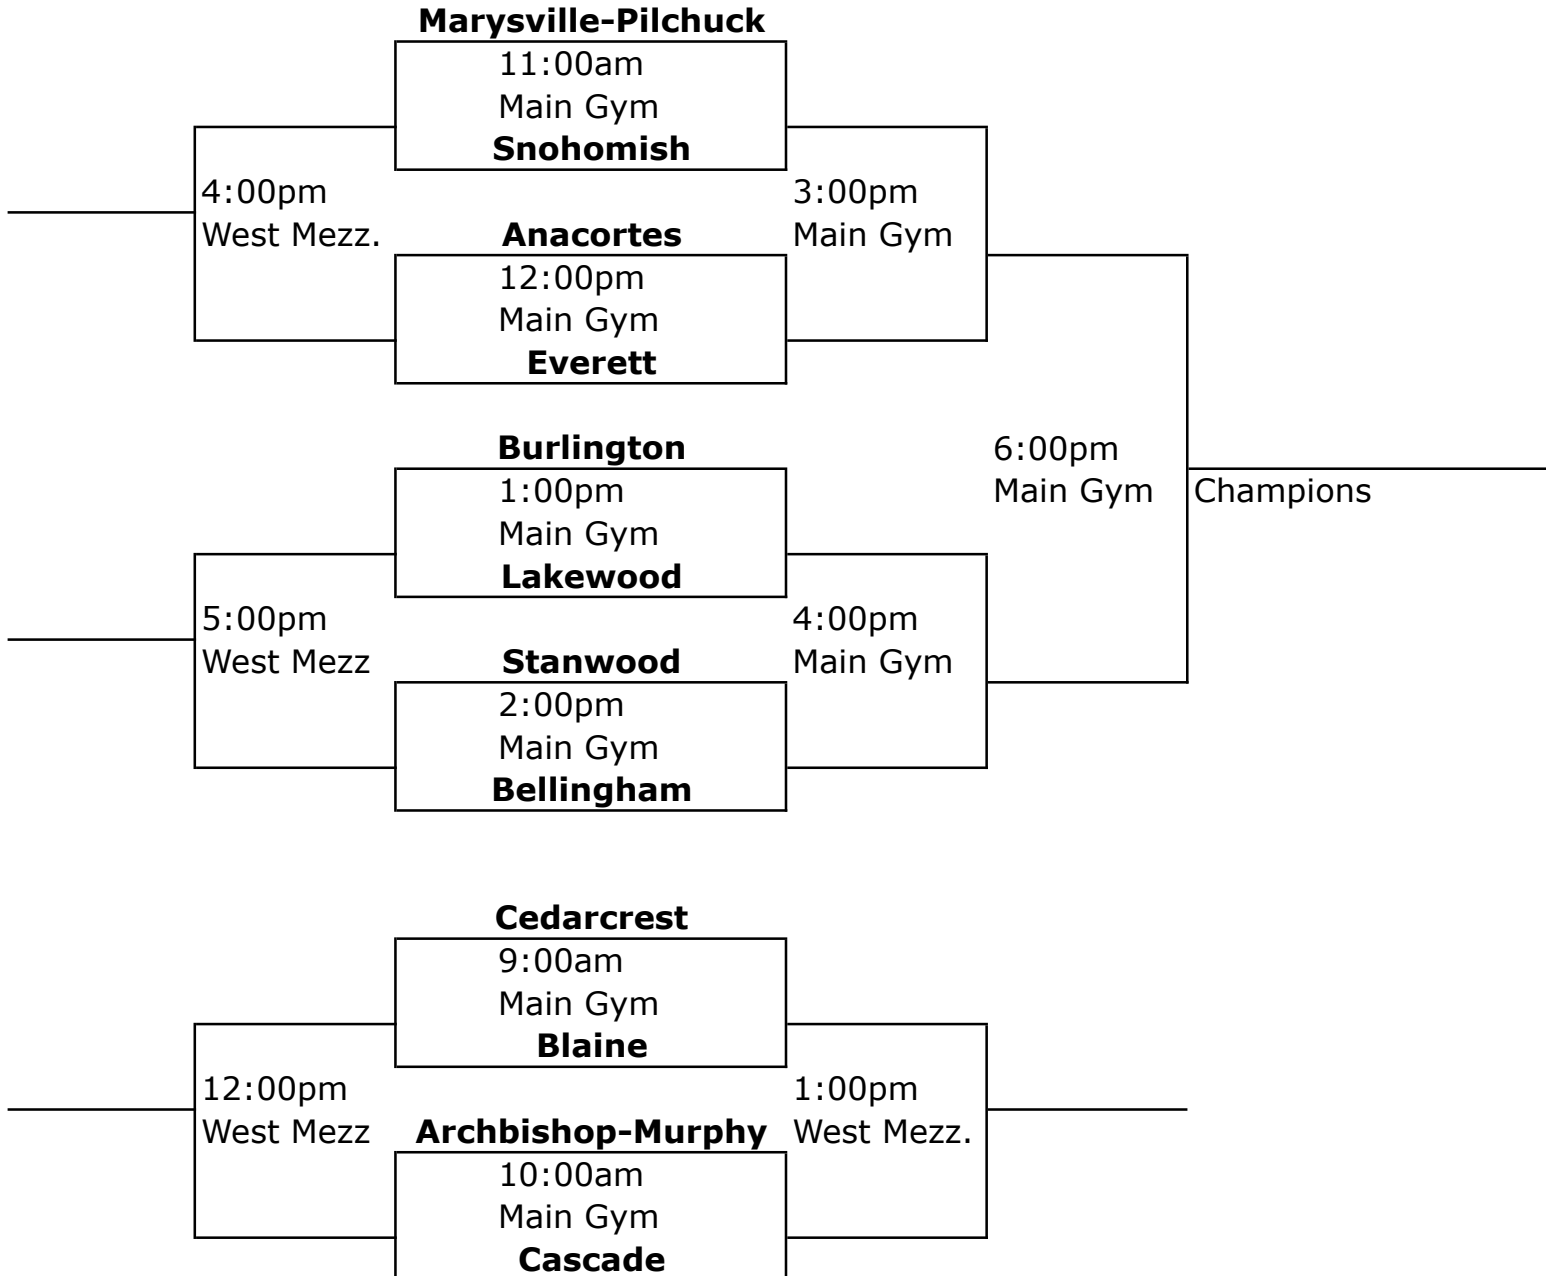 Marysville-Pilchuck
11:00am
Main Gym
Snohomish
4:00pm
West Mezz.
3:00pm
Main Gym
Anacortes
12:00pm
Main Gym
Everett
Burlington
1:00pm
Main Gym
Lakewood
6:00pm
Main Gym
Champions
5:00pm
West Mezz
4:00pm
Main Gym
Stanwood
2:00pm
Main Gym
Bellingham
Cedarcrest
9:00am
Main Gym
Blaine
12:00pm
West Mezz
1:00pm
West Mezz.
Archbishop-Murphy
10:00am
Main Gym
Cascade